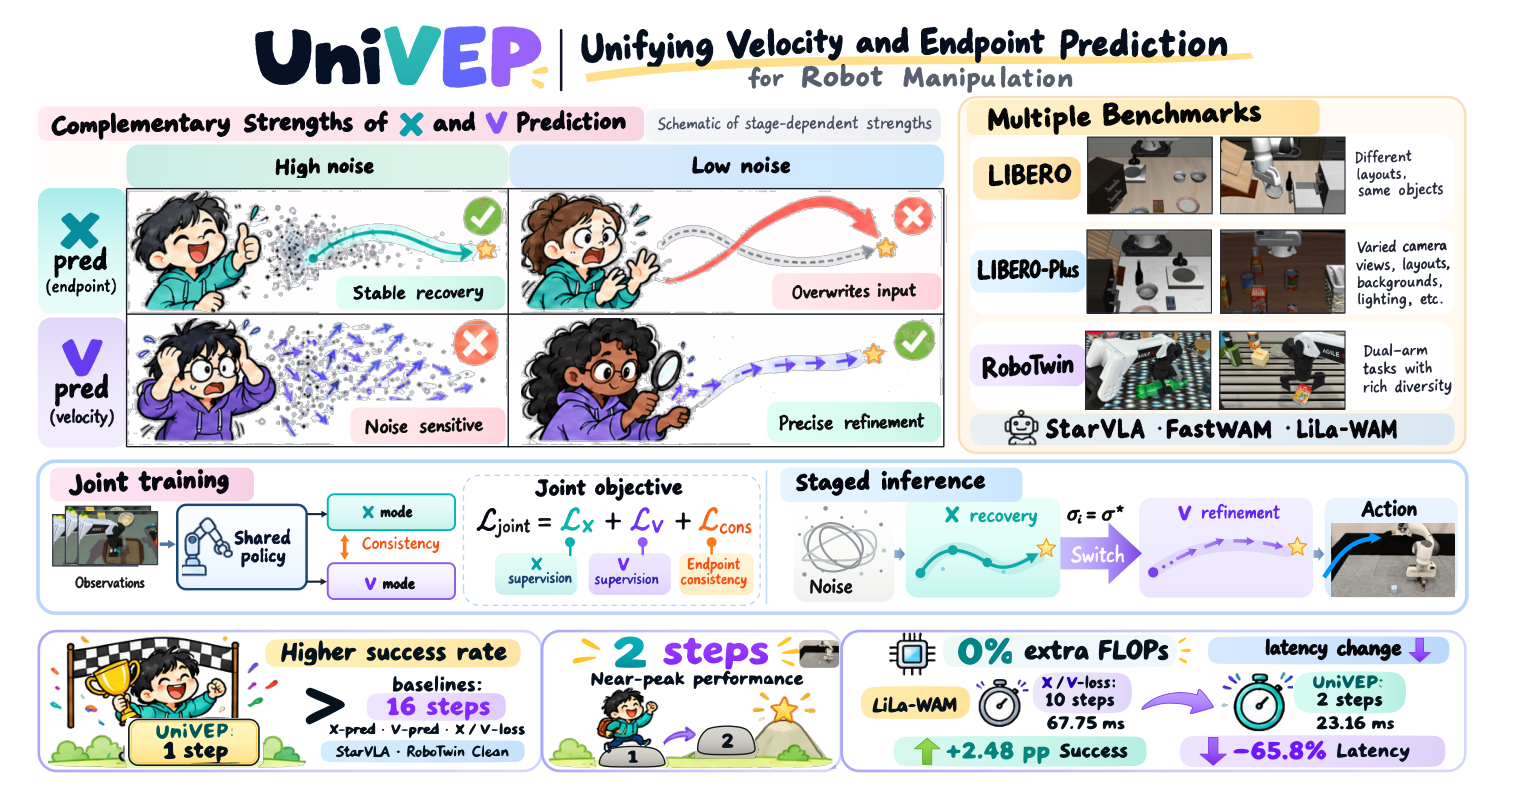 UniVEP
Unifying Velocity and Endpoint Prediction
for Robot Manipulation
Complementary Strengths of X and V Prediction
Schematic of stage-dependent strengths
High noise
Low noise
X
pred
(endpoint)
Stable recovery
Overwrites input
V
pred
(velocity)
Noise sensitive
Precise refinement
Multiple Benchmarks
LIBERO
Different
layouts,
same objects
LIBERO-Plus
Varied camera
views, layouts,
backgrounds,
lighting, etc.
RoboTwin
AGILE
Dual-arm
tasks with
rich diversity
StarVLA · FastWAM · LiLa-WAM
Joint training
Observations
Shared
policy
X mode
Consistency
V mode
Joint objective
ℒjoint = ℒX + ℒV + ℒcons
X
supervision
V
supervision
Endpoint
consistency
Staged inference
Noise
X recovery
σi = σ*
Switch
V refinement
Action
UniVEP:
1 step
Higher success rate
>
baselines:
16 steps
X-pred · V-pred · X / V-loss
StarVLA · RoboTwin Clean
2 steps
Near-peak performance
1
2
0% extra FLOPs
latency change
LiLa-WAM
X / V-loss:
10 steps
67.75 ms
UniVEP:
2 steps
23.16 ms
+2.48 pp Success
−65.8% Latency